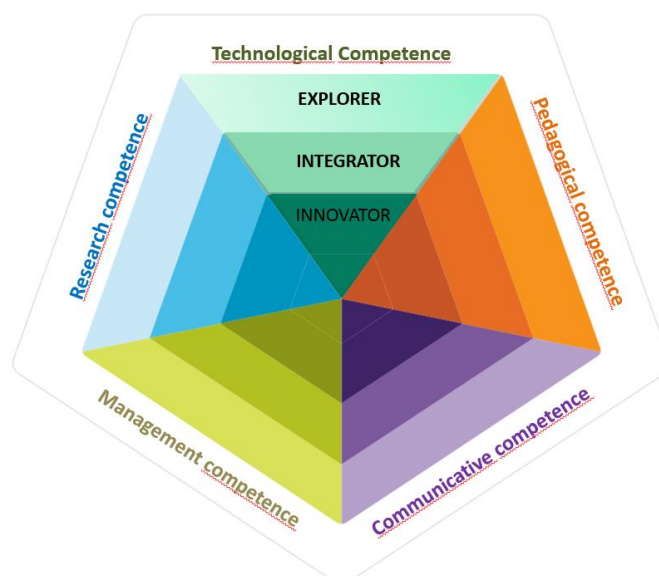 Technological Competence
EXPLORER
INTEGRATOR
INNOVATOR
Research competence
Pedagogical competence
Management competence
Communicative competence